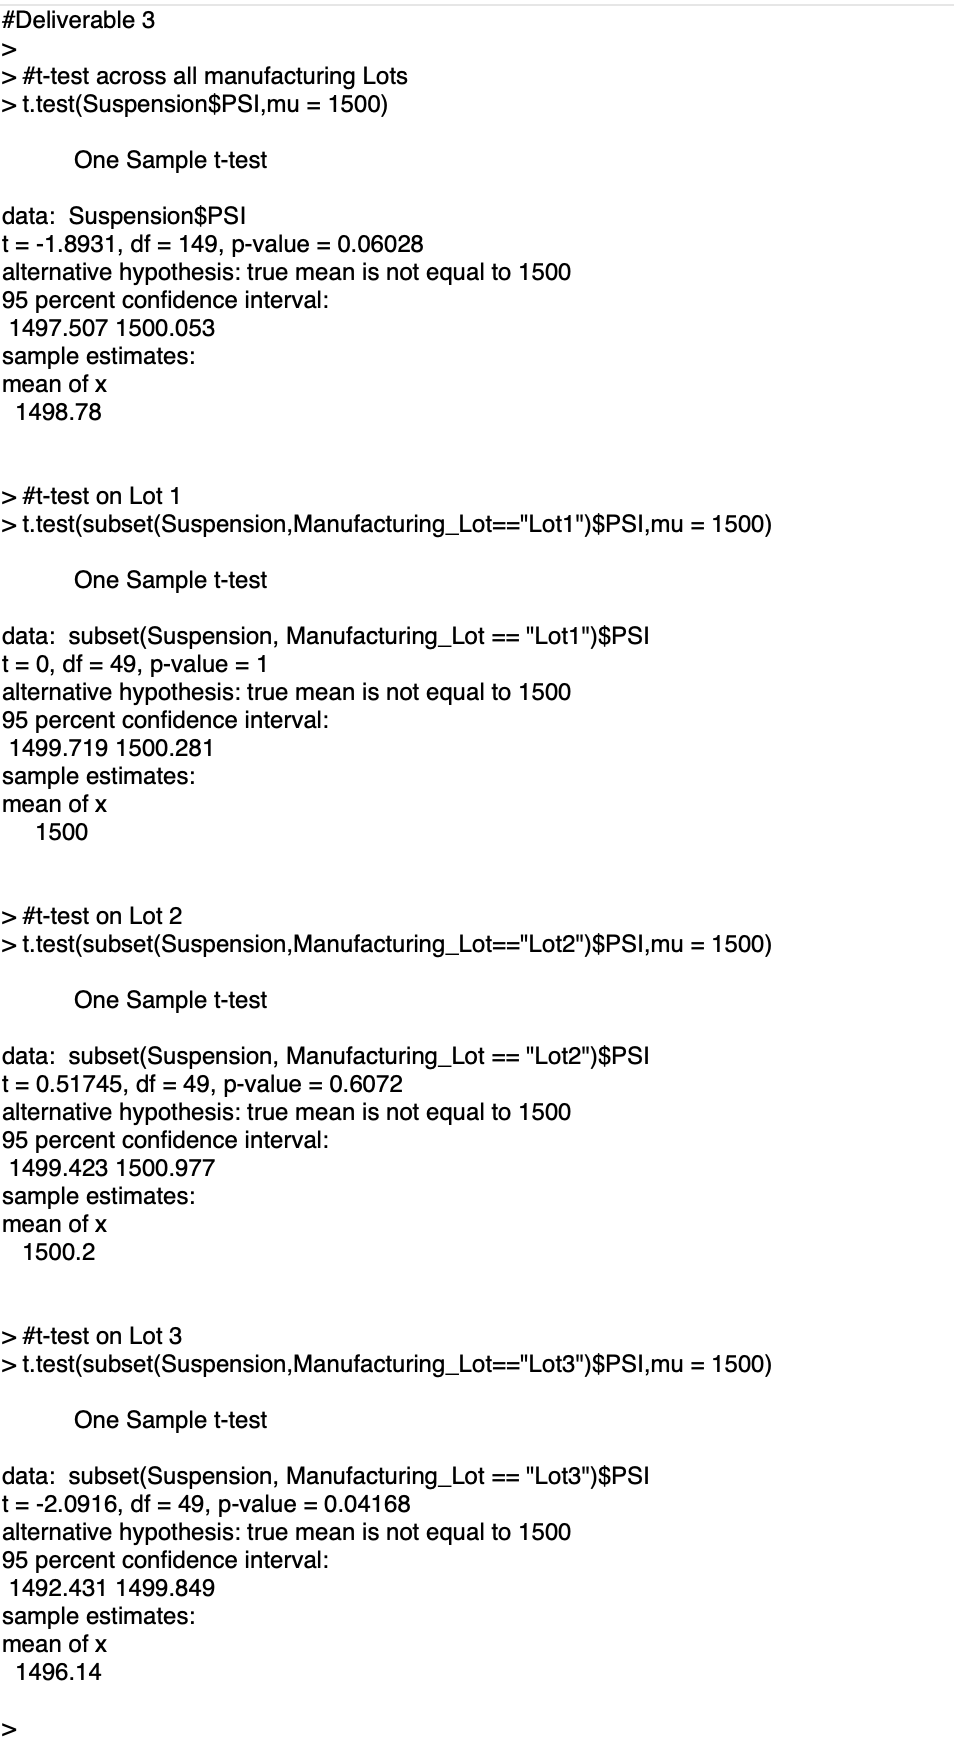 #Deliverable 3
>
> #t-test across all manufacturing Lots
> t.test(Suspension$PSI,mu = 1500)
One Sample t-test
data:  Suspension$PSI
t = -1.8931, df = 149, p-value = 0.06028
alternative hypothesis: true mean is not equal to 1500
95 percent confidence interval:
1497.507 1500.053
sample estimates:
mean of x
1498.78
> #t-test on Lot 1
> t.test(subset(Suspension,Manufacturing_Lot=="Lot1")$PSI,mu = 1500)
One Sample t-test
data:  subset(Suspension, Manufacturing_Lot == "Lot1")$PSI
t = 0, df = 49, p-value = 1
alternative hypothesis: true mean is not equal to 1500
95 percent confidence interval:
1499.719 1500.281
sample estimates:
mean of x
1500
> #t-test on Lot 2
> t.test(subset(Suspension,Manufacturing_Lot=="Lot2")$PSI,mu = 1500)
One Sample t-test
data:  subset(Suspension, Manufacturing_Lot == "Lot2")$PSI
t = 0.51745, df = 49, p-value = 0.6072
alternative hypothesis: true mean is not equal to 1500
95 percent confidence interval:
1499.423 1500.977
sample estimates:
mean of x
1500.2
> #t-test on Lot 3
> t.test(subset(Suspension,Manufacturing_Lot=="Lot3")$PSI,mu = 1500)
One Sample t-test
data:  subset(Suspension, Manufacturing_Lot == "Lot3")$PSI
t = -2.0916, df = 49, p-value = 0.04168
alternative hypothesis: true mean is not equal to 1500
95 percent confidence interval:
1492.431 1499.849
sample estimates:
mean of x
1496.14
>